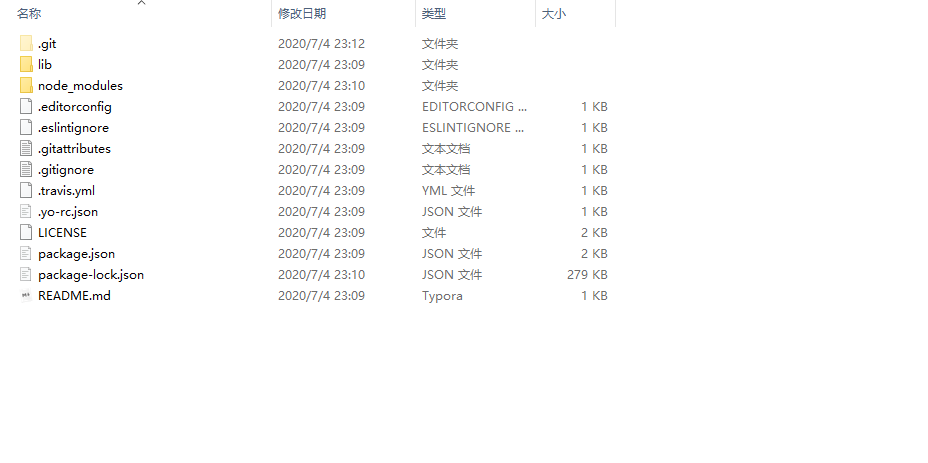 名称 修改日期 类型 大小
.git 2020/7/4 23:12 文件夹
lib 2020/7/4 23:09 文件夹
node_modules 2020/7/4 23:10 文件夹
.editorconfig 2020/7/4 23:09 EDITORCONFIG ... 1 KB
.eslintignore 2020/7/4 23:09 ESLINTIGNORE ... 1 KB
.gitattributes 2020/7/4 23:09 文本文档 1 KB
.gitignore 2020/7/4 23:09 文本文档 1 KB
.travis.yml 2020/7/4 23:09 YML 文件 1 KB
.yo-rc.json 2020/7/4 23:09 JSON 文件 1 KB
LICENSE 2020/7/4 23:09 文件 2 KB
package.json 2020/7/4 23:09 JSON 文件 2 KB
package-lock.json 2020/7/4 23:10 JSON 文件 279 KB
README.md 2020/7/4 23:09 Typora 1 KB